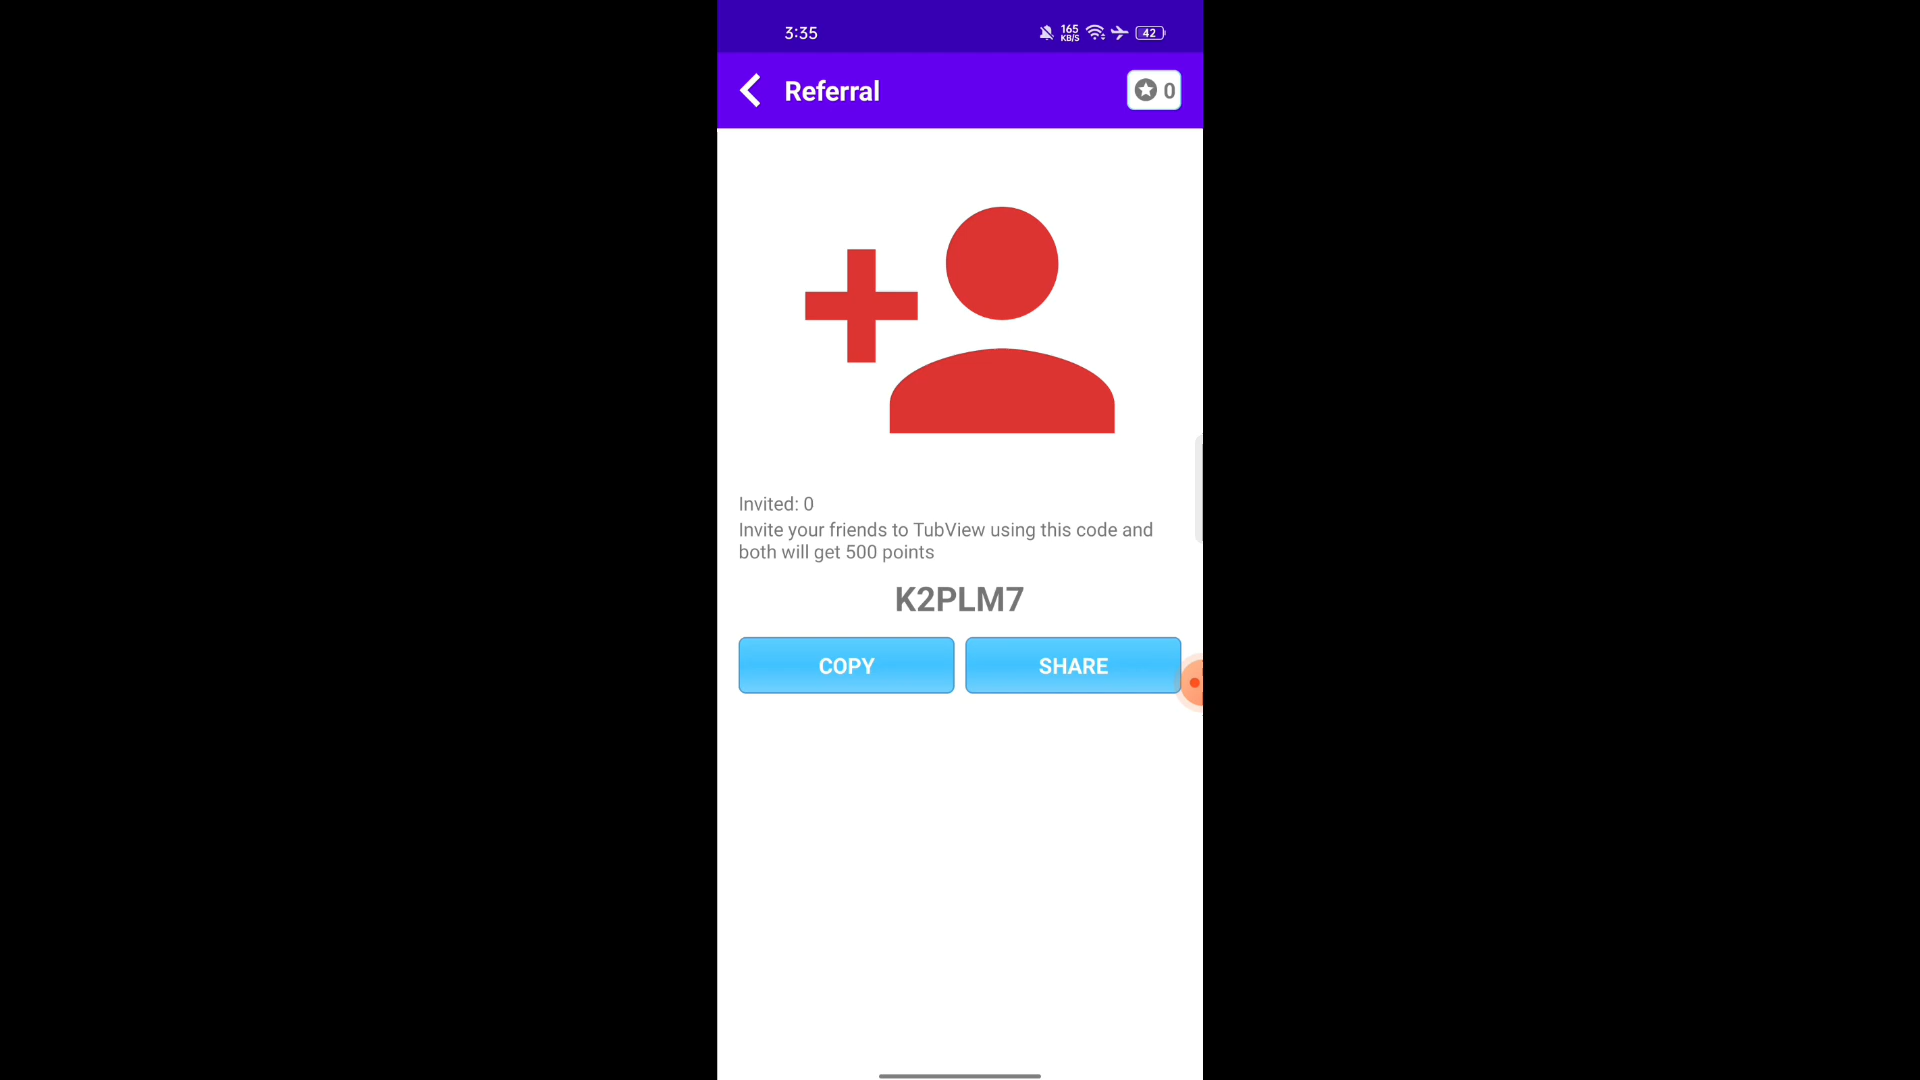 3:35
165
KB/S
42
Referral
0
Invited: 0
Invite your friends to TubView using this code and
both will get 500 points
K2PLM7
COPY
SHARE